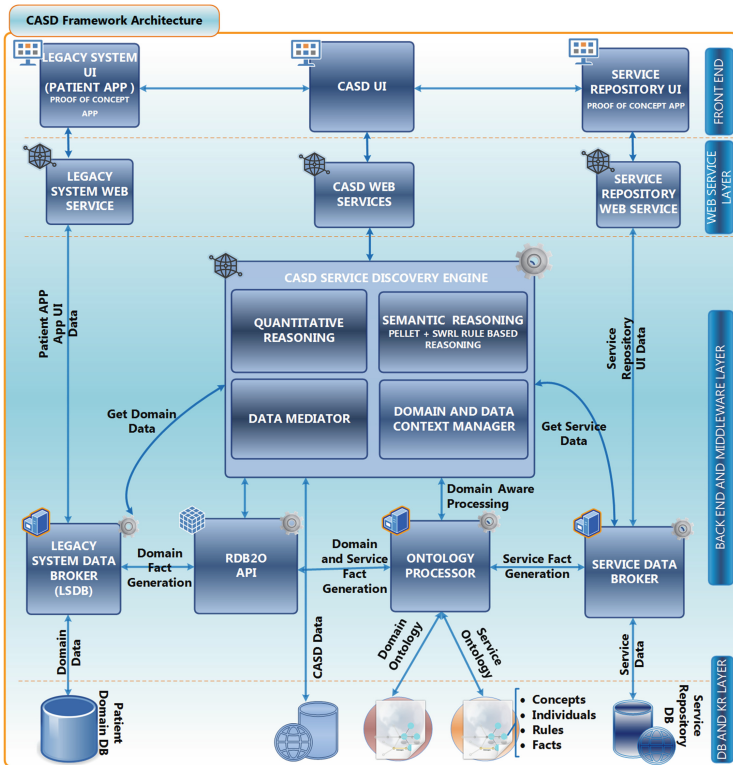 CASD Framework Architecture
LEGACY SYSTEM
UI
(PATIENT APP )
PROOF OF CONCEPT
APP
CASD UI
SERVICE
REPOSITORY UI
PROOF OF CONCEPT APP
FRONT END
LEGACY
SYSTEM WEB
SERVICE
CASD WEB
SERVICES
SERVICE
REPOSITORY
WEB SERVICE
WEB SERVICE
LAYER
CASD SERVICE DISCOVERY ENGINE
QUANTITATIVE
REASONING
SEMANTIC REASONING
PELLET + SWRL RULE BASED
REASONING
DATA MEDIATOR
DOMAIN AND DATA
CONTEXT MANAGER
Patient APP
App UI
Data
Service
Repository
UI Data
Get Domain
Data
Get Service
Data
Domain Aware
Processing
BACK END AND MIDDLEWARE LAYER
LEGACY
SYSTEM DATA
BROKER
(LSDB)
Domain
Fact
Generation
RDB2O
API
Domain
and Service
Fact
Generation
ONTOLOGY
PROCESSOR
Service Fact
Generation
SERVICE DATA
BROKER
Domain
Data
CASD Data
Domain
Ontology
Service
Ontology
Service
Data
Patient
Domain DB
• Concepts
• Individuals
• Rules
• Facts
Service
Repository
DB
DB AND KR LAYER